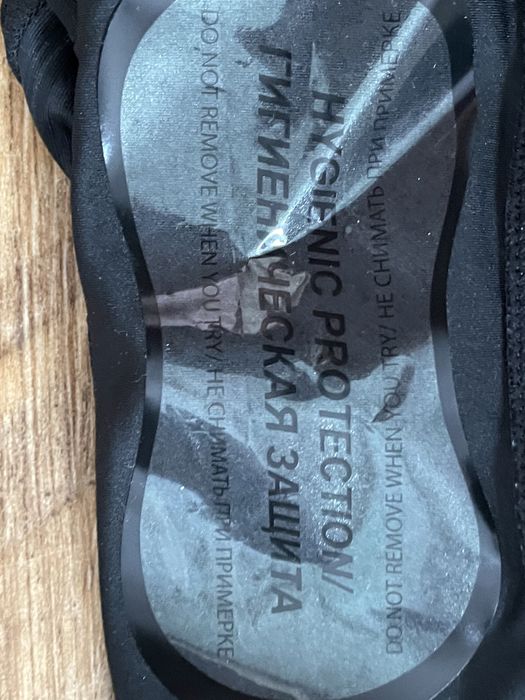 DO NOT REMOVE WHEN YOU TRY/ НЕ СНИМАТЬ ПРИ ПРИМЕРКЕ
HYGIENIC PROTECTION/
ГИГИЕНИЧЕСКАЯ ЗАЩИТА
DO NOT REMOVE WHEN YOU TRY/ НЕ СНИМАТЬ ПРИ ПРИМЕРКЕ